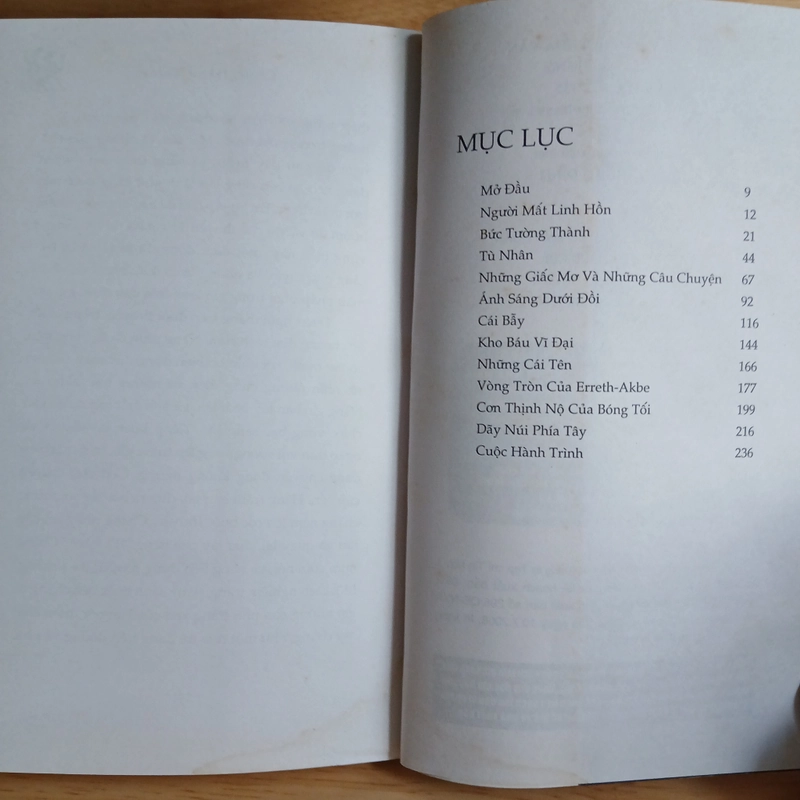 MỤC LỤC
Mở Đầu 9
Người Mất Linh Hồn 12
Bức Tường Thành 21
Tù Nhân 44
Những Giấc Mơ Và Những Câu Chuyện 67
Ánh Sáng Dưới Đồi 92
Cái Bẫy 116
Kho Báu Vĩ Đại 144
Những Cái Tên 166
Vòng Tròn Của Erreth-Akbe 177
Cơn Thịnh Nộ Của Bóng Tối 199
Dãy Núi Phía Tây 216
Cuộc Hành Trình 236